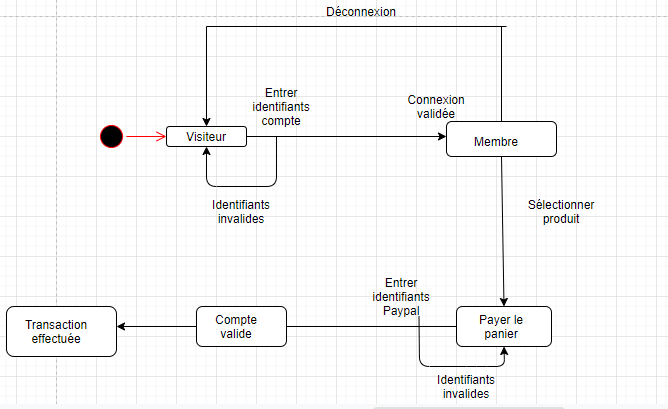 Déconnexion
Entrer
identifiants
compte
Connexion
validée
Visiteur
Membre
Identifiants
invalides
Sélectionner
produit
Entrer
identifiants
Paypal
Transaction
effectuée
Compte
valide
Payer le
panier
Identifiants
invalides